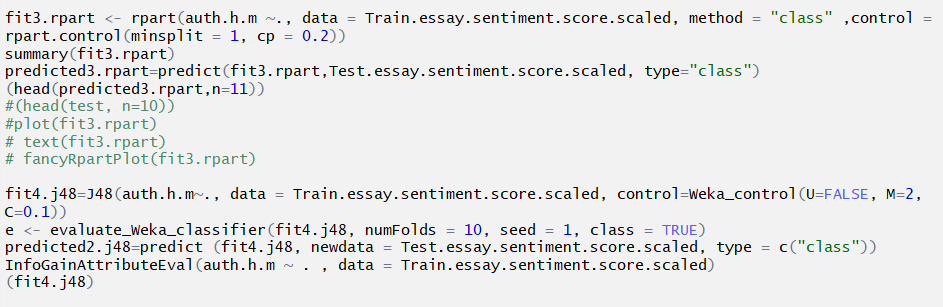 fit3.rpart <- rpart(auth.h.m ~., data = Train.essay.sentiment.score.scaled, method = "class" ,control =
rpart.control(minsplit = 1, cp = 0.2))
summary(fit3.rpart)
predicted3.rpart=predict(fit3.rpart,Test.essay.sentiment.score.scaled, type="class")
(head(predicted3.rpart,n=11))
#(head(test, n=10))
#plot(fit3.rpart)
# text(fit3.rpart)
# fancyRpartPlot(fit3.rpart)
fit4.j48=J48(auth.h.m~., data = Train.essay.sentiment.score.scaled, control=Weka_control(U=FALSE, M=2,
C=0.1))
e <- evaluate_Weka_classifier(fit4.j48, numFolds = 10, seed = 1, class = TRUE)
predicted2.j48=predict (fit4.j48, newdata = Test.essay.sentiment.score.scaled, type = c("class"))
InfoGainAttributeEval(auth.h.m ~ . , data = Train.essay.sentiment.score.scaled)
(fit4.j48)